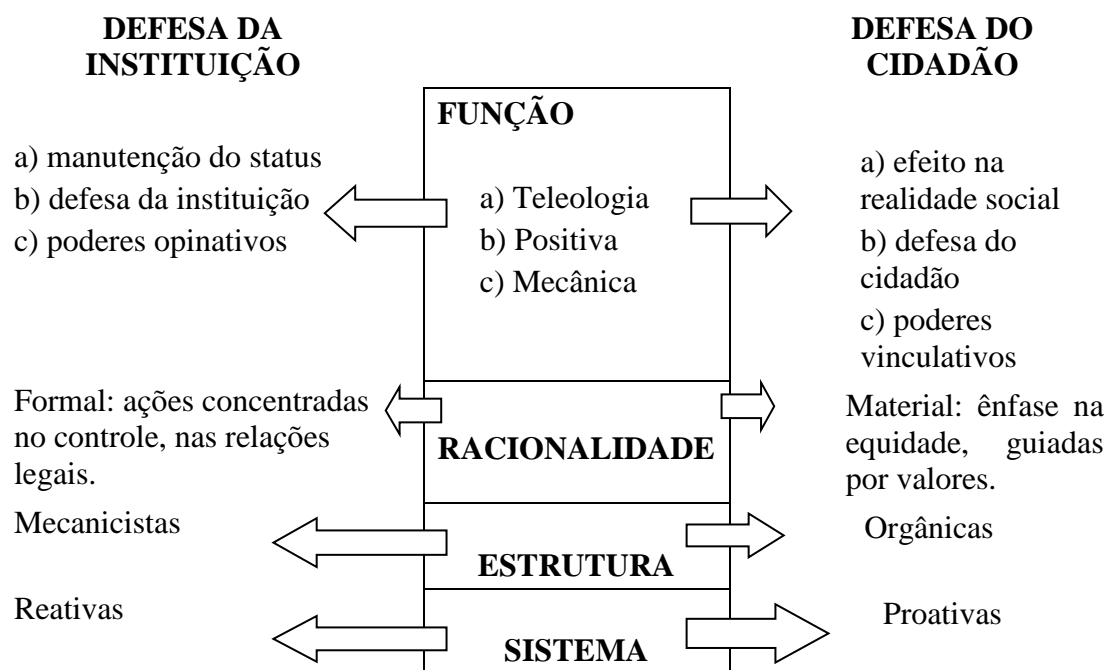 DEFESA DA
INSTITUIÇÃO
DEFESA DO
CIDADÃO
FUNÇÃO
a) manutenção do status
b) defesa da instituição
c) poderes opinativos
a) Teleologia
b) Positiva
c) Mecânica
a) efeito na
realidade social
b) defesa do
cidadão
c) poderes
vinculativos
Formal: ações concentradas
no controle, nas relações
legais.
RACIONALIDADE
Material: ênfase na
equidade, guiadas
por valores.
Mecanicistas
ESTRUTURA
Orgânicas
Reativas
SISTEMA
Proativas